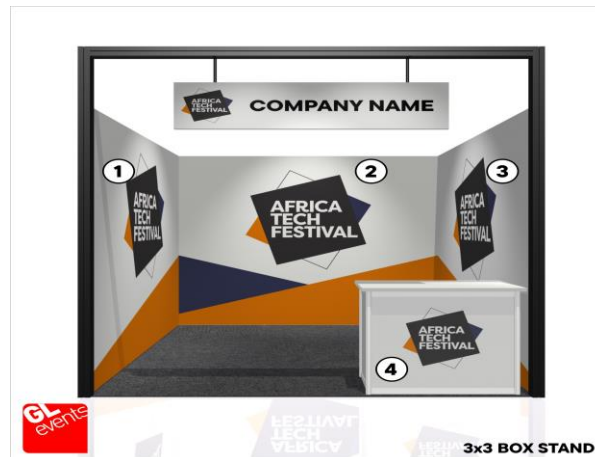 AFRICA
TECH
FESTIVAL
COMPANY NAME
1
AFRICA
TECH
FESTIVAL
2
AFRICA
TECH
FESTIVAL
3
AFRICA
TECH
FESTIVAL
4
AFRICA
TECH
FESTIVAL
GL
events
3x3 BOX STAND